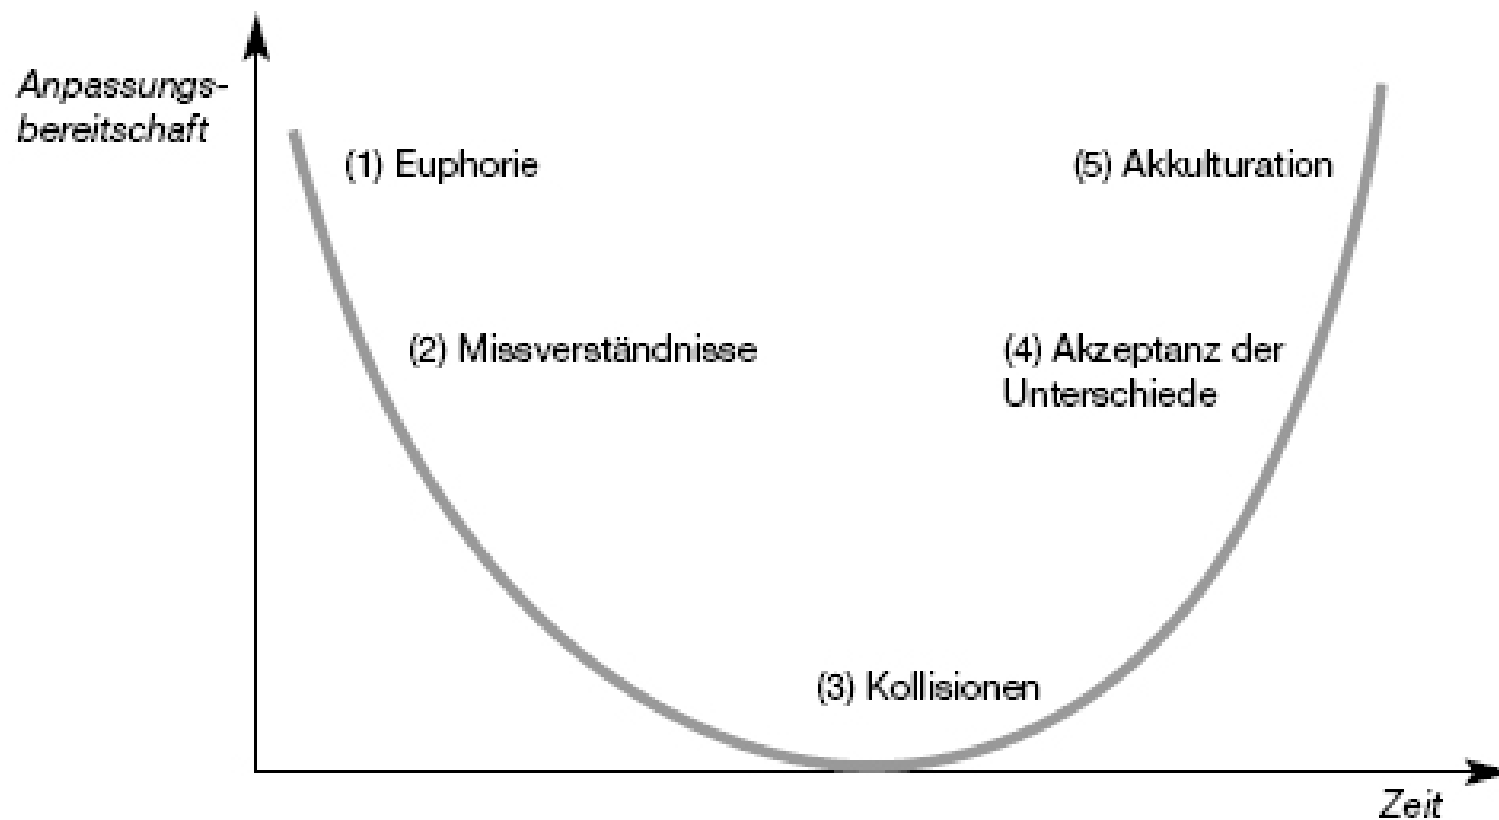 Anpassungs-
bereitschaft
(1) Euphorie
(5) Akkulturation
(2) Missverständnisse
(4) Akzeptanz der
Unterschiede
(3) Kollisionen
Zeit